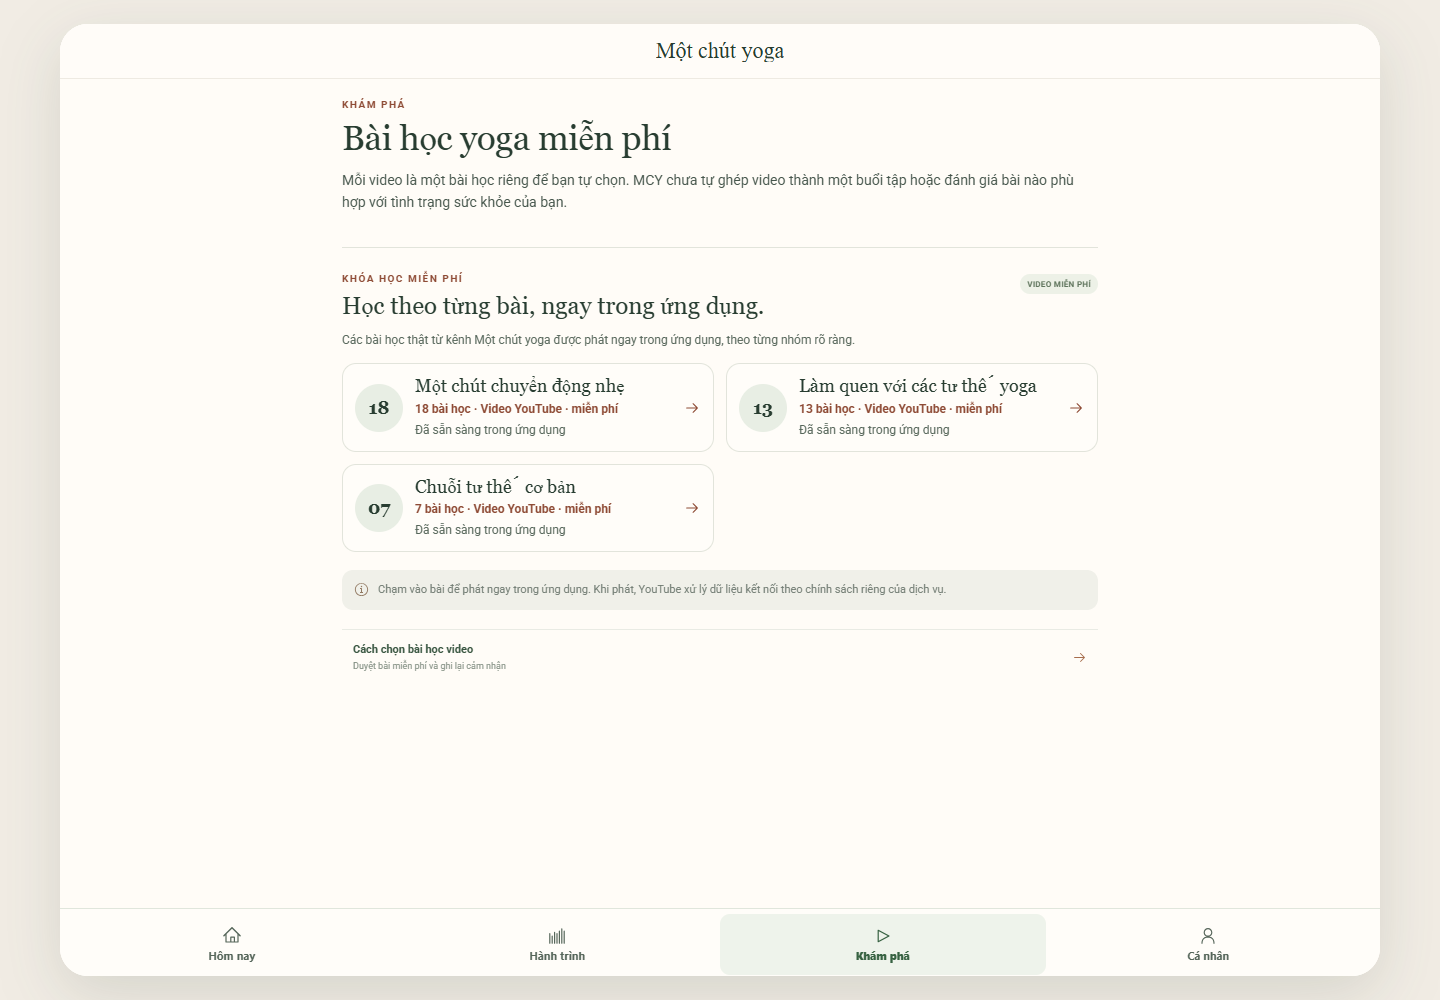 Một chút yoga
KHÁM PHÁ
Bài học yoga miễn phí
Mỗi video là một bài học riêng để bạn tự chọn. MCY chưa tự ghép video thành một buổi tập hoặc đánh giá bài nào phù
hợp với tình trạng sức khỏe của bạn.
KHÓA HỌC MIỄN PHÍ
VIDEO MIỄN PHÍ
Học theo từng bài, ngay trong ứng dụng.
Các bài học thật từ kênh Một chút yoga được phát ngay trong ứng dụng, theo từng nhóm rõ ràng.
18
Một chút chuyển động nhẹ
18 bài học · Video YouTube · miễn phí
Đã sẵn sàng trong ứng dụng
13
Làm quen với các tư thế yoga
13 bài học · Video YouTube · miễn phí
Đã sẵn sàng trong ứng dụng
07
Chuỗi tư thế cơ bản
7 bài học · Video YouTube · miễn phí
Đã sẵn sàng trong ứng dụng
Chạm vào bài để phát ngay trong ứng dụng. Khi phát, YouTube xử lý dữ liệu kết nối theo chính sách riêng của dịch vụ.
Cách chọn bài học video
Duyệt bài miễn phí và ghi lại cảm nhận
Hôm nay
Hành trình
Khám phá
Cá nhân